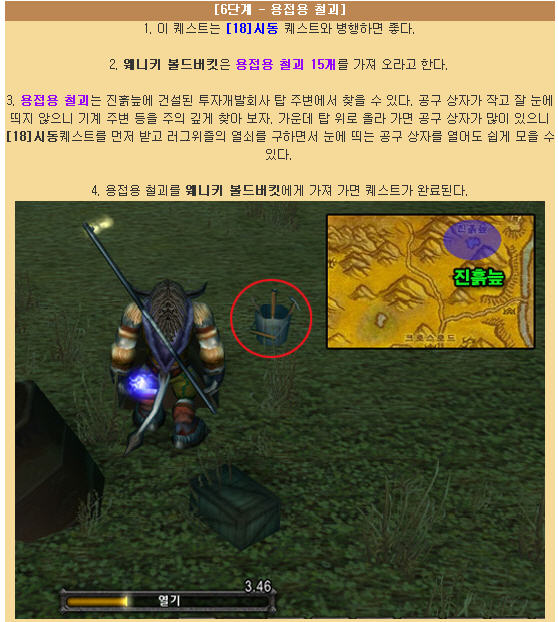 [6단계 - 용접용 철괴]
1. 이 퀘스트는 [18]시동 퀘스트와 병행하면 좋다.
2. 웨니키 볼드버킷은 용접용 철괴 15개를 가져 오라고 한다.
3. 용접용 철괴는 진흙늪에 건설된 투자개발회사 탑 주변에서 찾을 수 있다. 공구 상자가 작고 잘 눈에
띄지 않으니 기계 주변 등을 주의 깊게 찾아 보자. 가운데 탑 위로 올라 가면 공구 상자가 많이 있으니
[18]시동퀘스트를 먼저 받고 러그위즐의 열쇠를 구하면서 눈에 띄는 공구 상자를 열어도 쉽게 모을 수
있다.
4. 용접용 철괴를 웨니키 볼드버킷에게 가져 가면 퀘스트가 완료된다.
진흙늪
진흙늪
크로스로드
3.46
열기